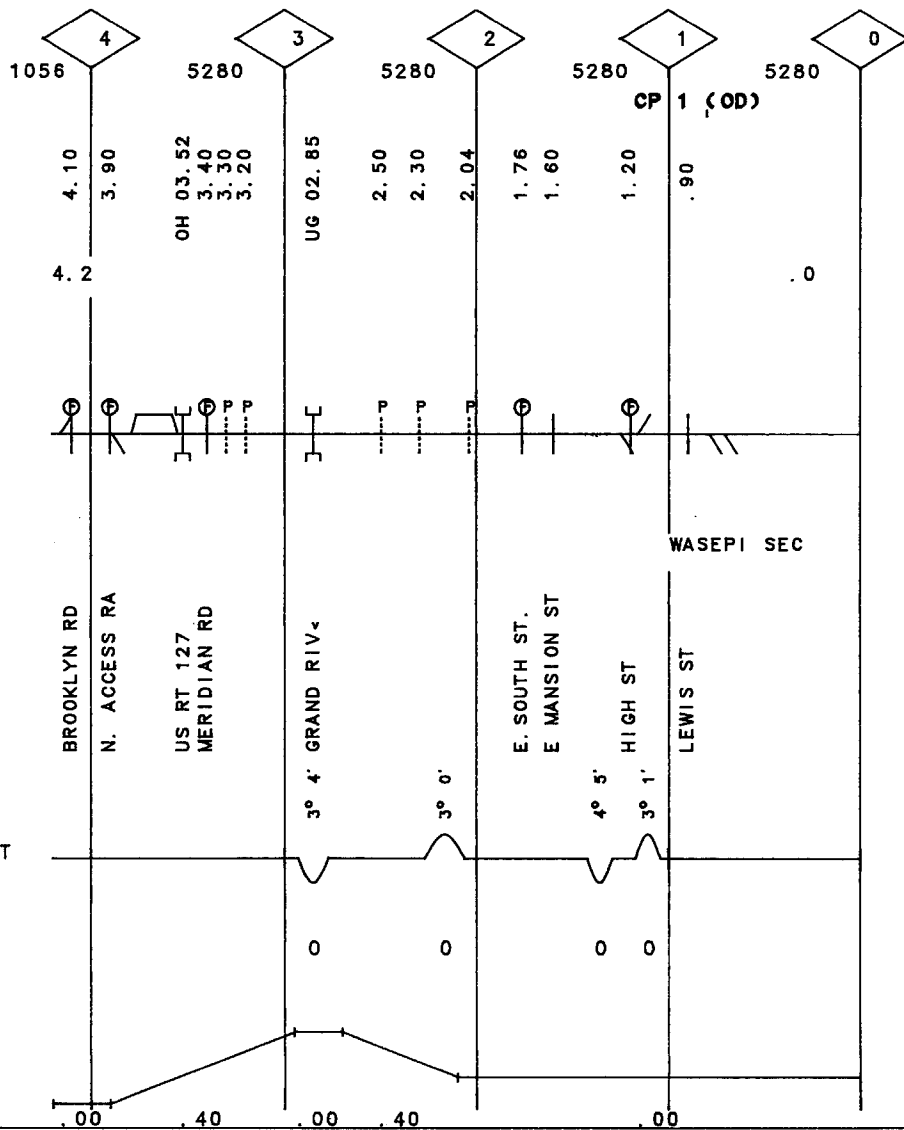 4 3 2 1 0
1056 5280 5280 5280 5280
CP 1 (OD)
4.10
3.90
OH 03.52
3.40
3.30
3.20
UG 02.85
2.50
2.30
2.04
1.76
1.60
1.20
.90
4.2 .0
F F F P P P P P F F
WASEPI SEC
BROOKLYN RD
N. ACCESS RA
US RT 127
MERIDIAN RD
GRAND RIV<
E. SOUTH ST.
E MANSION ST
HIGH ST
LEWIS ST
3° 4'
3° 0'
4° 5'
3° 1'
T
0 0 0 0
.00 .40 .00 .40 .00